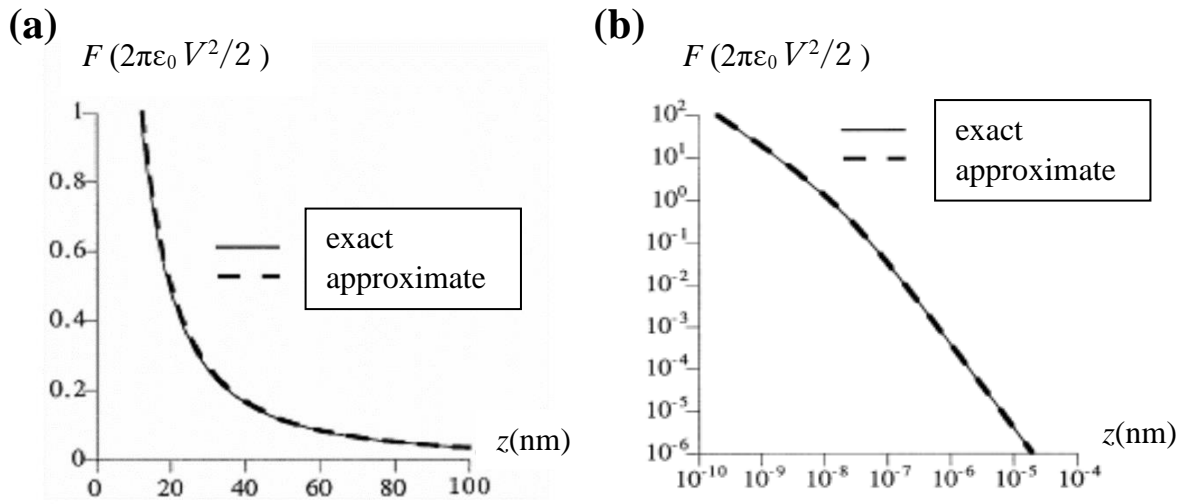 (a)
F (2πε₀ V²/2 )
1
0.8
0.6
0.4
0.2
0
0 20 40 60 80 100
z(nm)
exact
approximate
(b)
F (2πε₀ V²/2 )
10²
10¹
10⁰
10⁻¹
10⁻²
10⁻³
10⁻⁴
10⁻⁵
10⁻⁶
10⁻¹⁰ 10⁻⁹ 10⁻⁸ 10⁻⁷ 10⁻⁶ 10⁻⁵ 10⁻⁴
z(nm)
exact
approximate